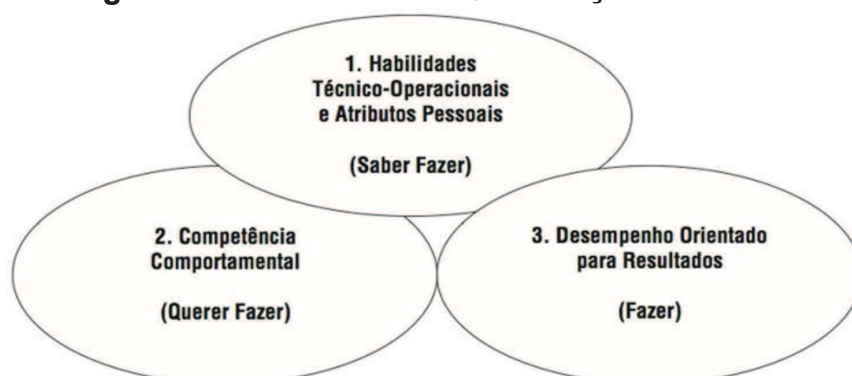 1. Habilidades
Técnico-Operacionais
e Atributos Pessoais
(Saber Fazer)
2. Competência
Comportamental
(Querer Fazer)
3. Desempenho Orientado
para Resultados
(Fazer)